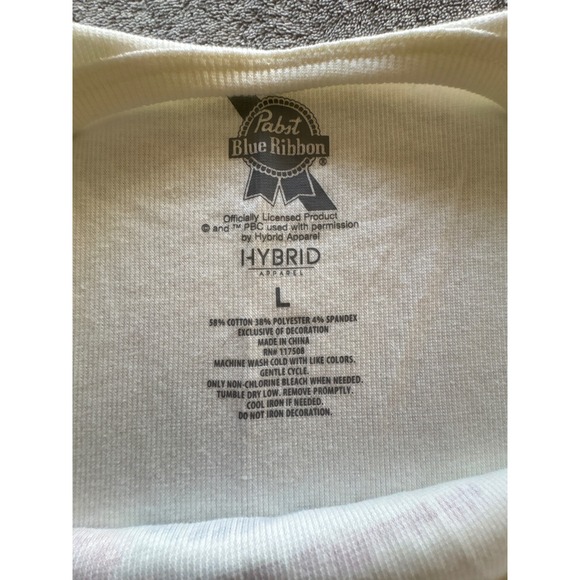 Pabst
Blue Ribbon®
Officially Licensed Product
© and ™ PBC used with permission
by Hybrid Apparel
HYBRID
APPAREL
L
58% COTTON 38% POLYESTER 4% SPANDEX
EXCLUSIVE OF DECORATION
MADE IN CHINA
RN# 117508
MACHINE WASH COLD WITH LIKE COLORS.
GENTLE CYCLE.
ONLY NON-CHLORINE BLEACH WHEN NEEDED.
TUMBLE DRY LOW. REMOVE PROMPTLY.
COOL IRON IF NEEDED.
DO NOT IRON DECORATION.